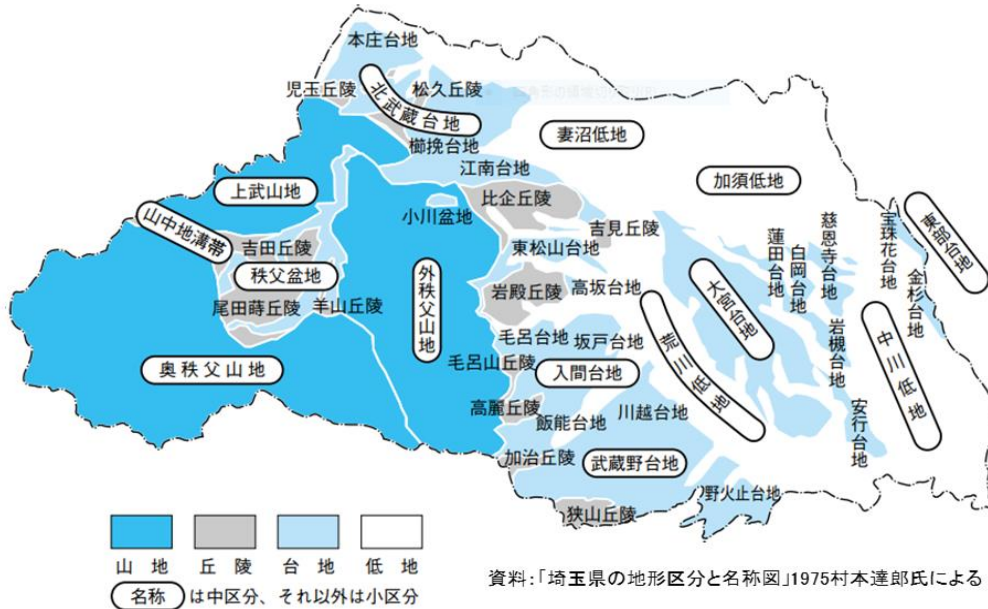 本庄台地
児玉丘陵
松久丘陵
北武蔵台地
櫛挽台地
妻沼低地
江南台地
加須低地
上武山地
小川盆地
比企丘陵
吉見丘陵
山中地溝帯
吉田丘陵
東松山台地
秩父盆地
外秩父山地
岩殿丘陵
高坂台地
尾田蒔丘陵
羊山丘陵
大宮台地
蓮田台地
白岡台地
慈恩寺台地
宝珠花台地
東部台地
金杉台地
岩槻台地
中川低地
荒川低地
毛呂台地
坂戸台地
奥秩父山地
毛呂山丘陵
入間台地
高麗丘陵
飯能台地
川越台地
安行台地
加治丘陵
武蔵野台地
野火止台地
狭山丘陵
山地 丘陵 台地 低地
名称 は中区分、それ以外は小区分
資料:「埼玉県の地形区分と名称図」1975村本達郎氏による